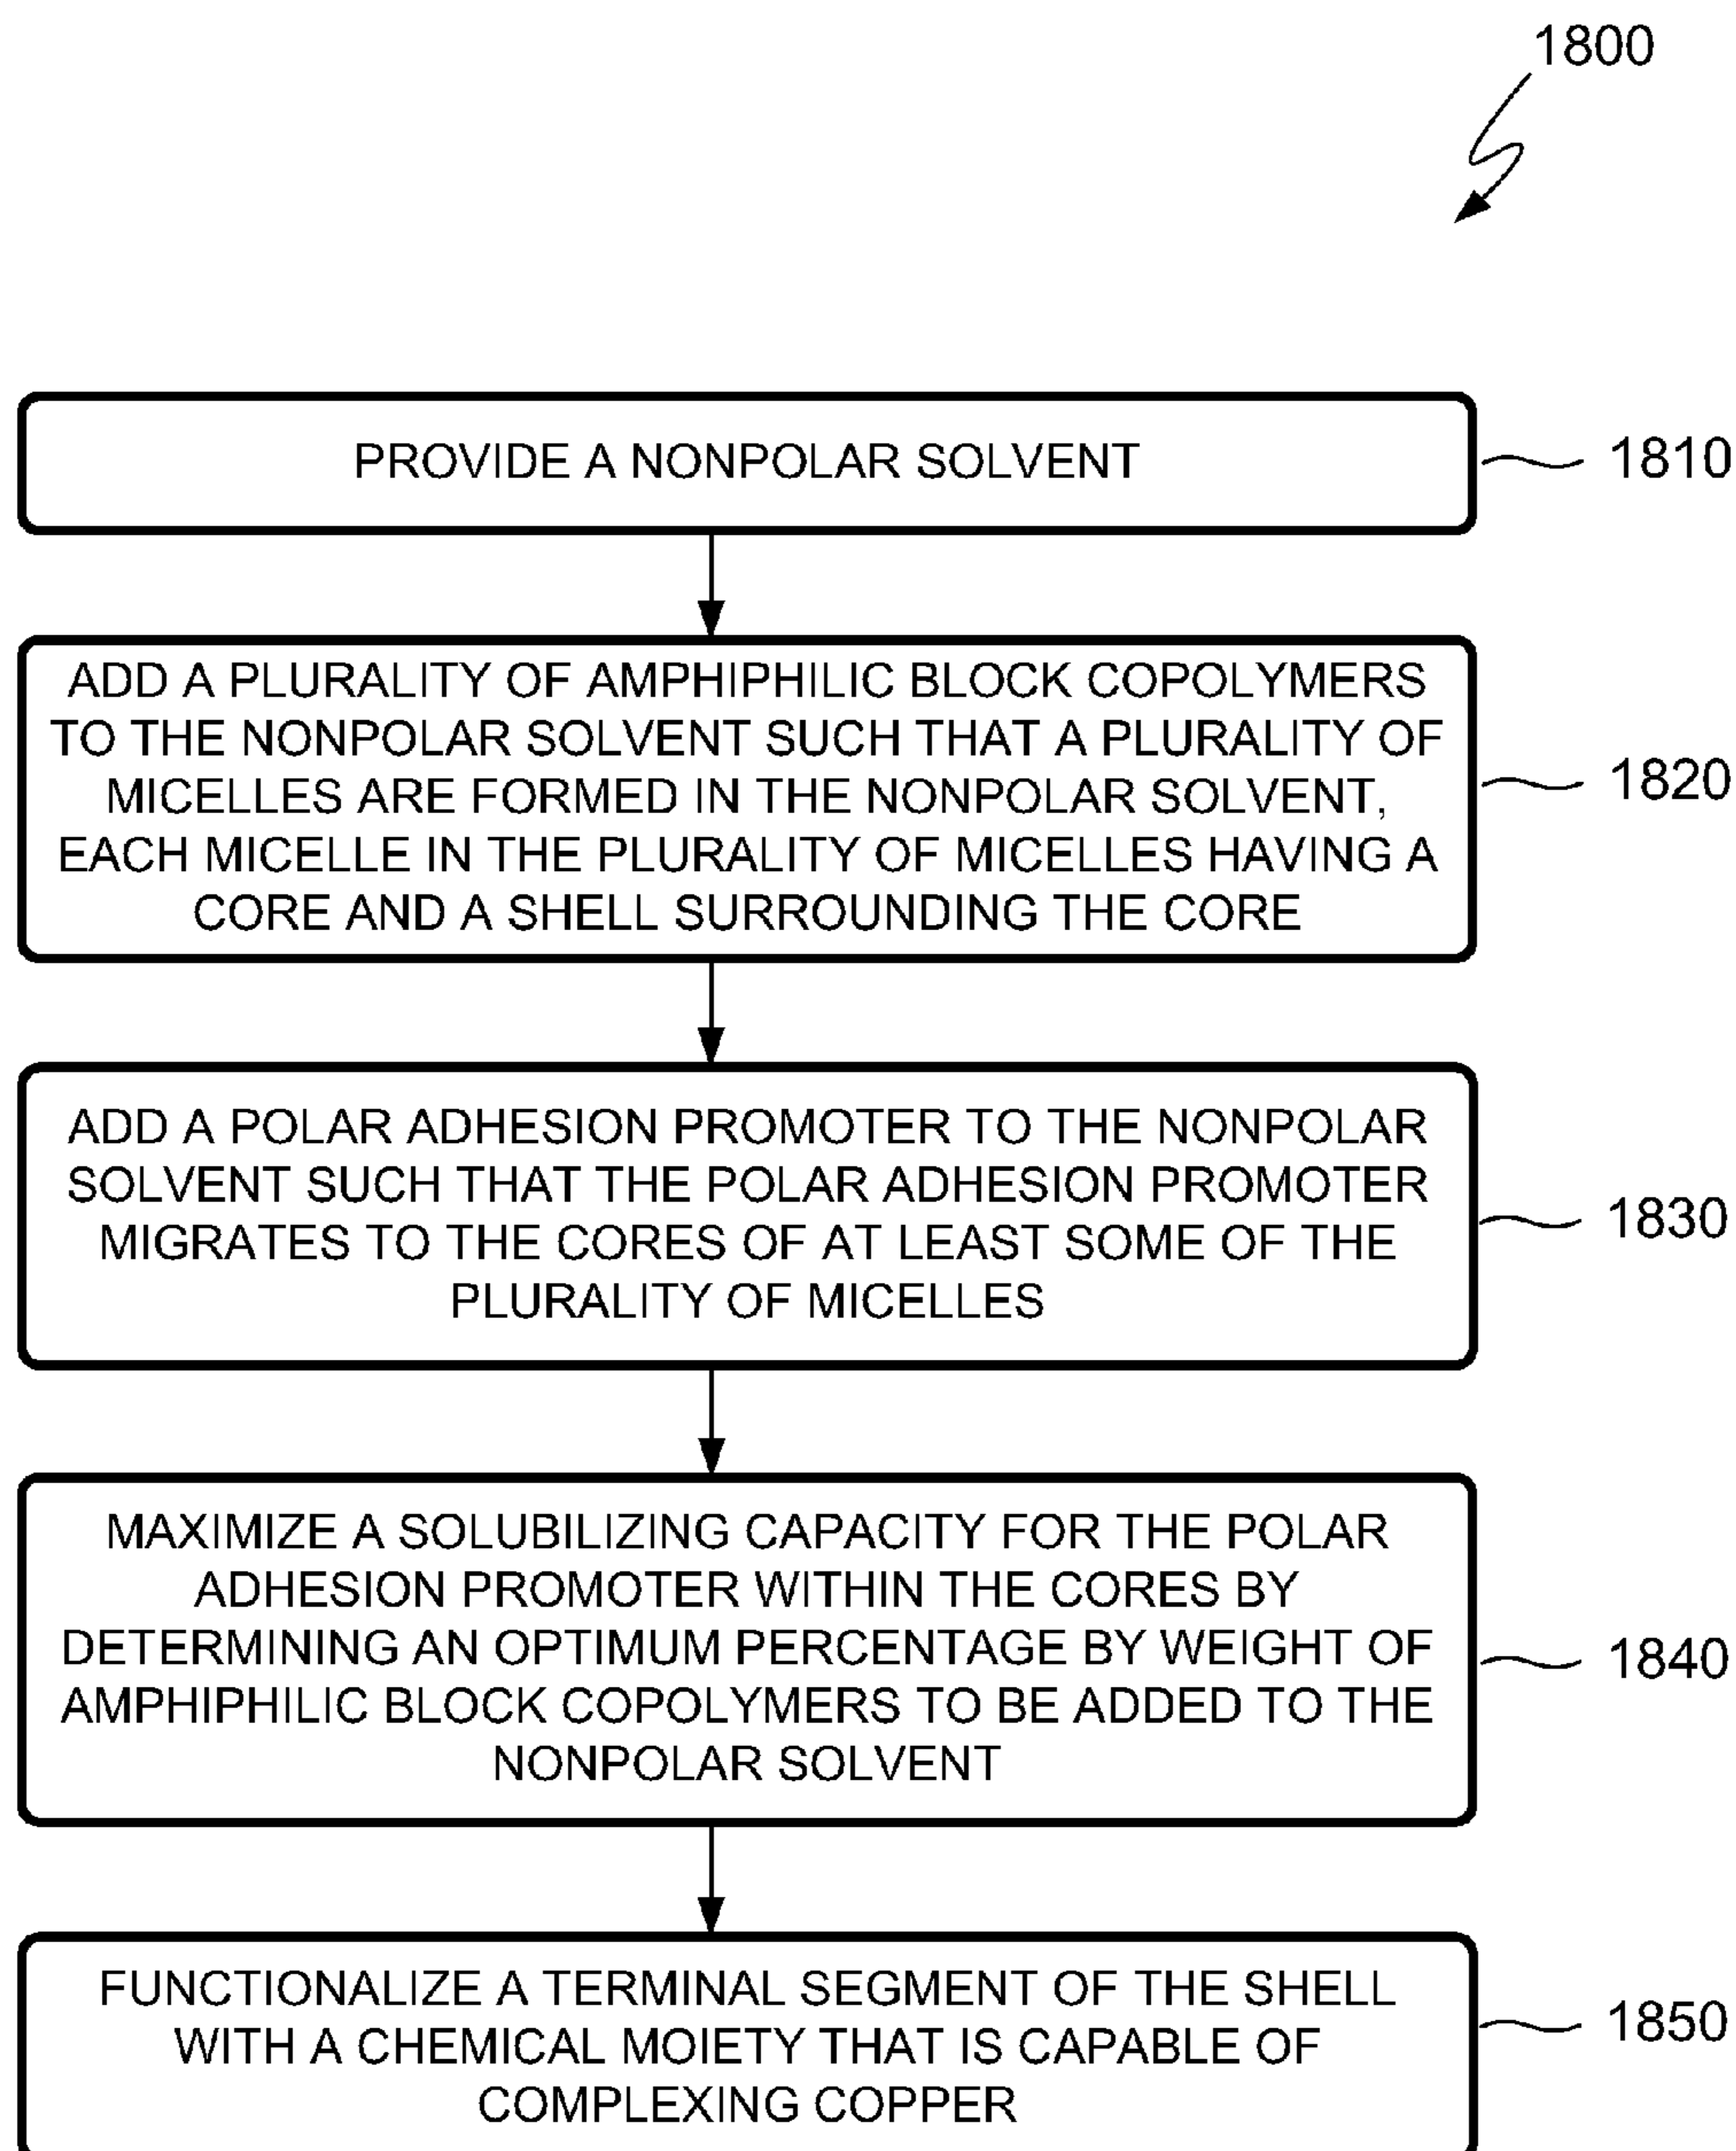 1800
PROVIDE A NONPOLAR SOLVENT
1810
ADD A PLURALITY OF AMPHIPHILIC BLOCK COPOLYMERS
TO THE NONPOLAR SOLVENT SUCH THAT A PLURALITY OF
MICELLES ARE FORMED IN THE NONPOLAR SOLVENT,
EACH MICELLE IN THE PLURALITY OF MICELLES HAVING A
CORE AND A SHELL SURROUNDING THE CORE
1820
ADD A POLAR ADHESION PROMOTER TO THE NONPOLAR
SOLVENT SUCH THAT THE POLAR ADHESION PROMOTER
MIGRATES TO THE CORES OF AT LEAST SOME OF THE
PLURALITY OF MICELLES
1830
MAXIMIZE A SOLUBILIZING CAPACITY FOR THE POLAR
ADHESION PROMOTER WITHIN THE CORES BY
DETERMINING AN OPTIMUM PERCENTAGE BY WEIGHT OF
AMPHIPHILIC BLOCK COPOLYMERS TO BE ADDED TO THE
NONPOLAR SOLVENT
1840
FUNCTIONALIZE A TERMINAL SEGMENT OF THE SHELL
WITH A CHEMICAL MOIETY THAT IS CAPABLE OF
COMPLEXING COPPER
1850